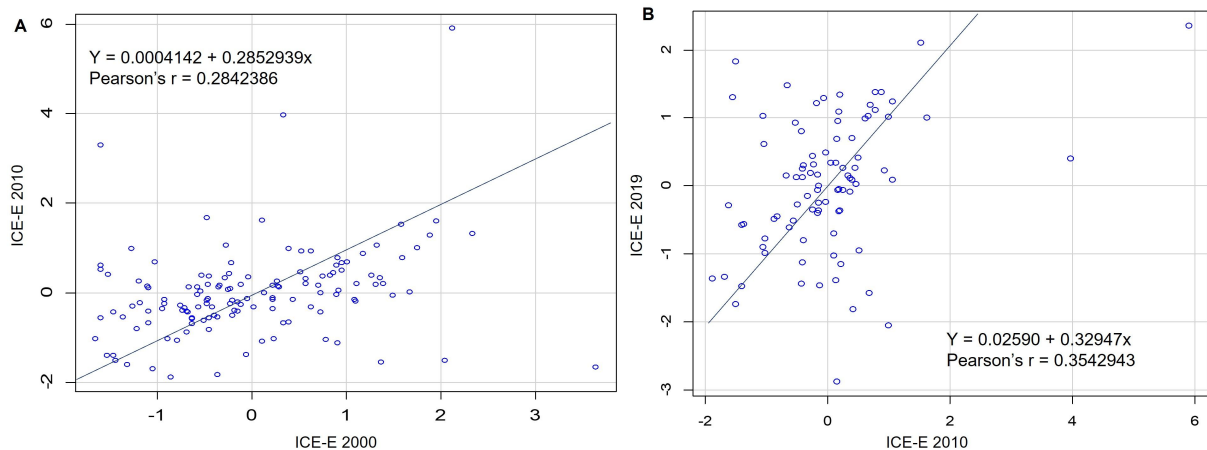 A
Y = 0.0004142 + 0.2852939x
Pearson's r = 0.2842386
ICE-E 2010
6
4
2
0
-2
-1
0
1
2
3
ICE-E 2000
B
Y = 0.02590 + 0.32947x
Pearson's r = 0.3542943
ICE-E 2019
2
1
0
-1
-2
-3
-2
0
2
4
6
ICE-E 2010